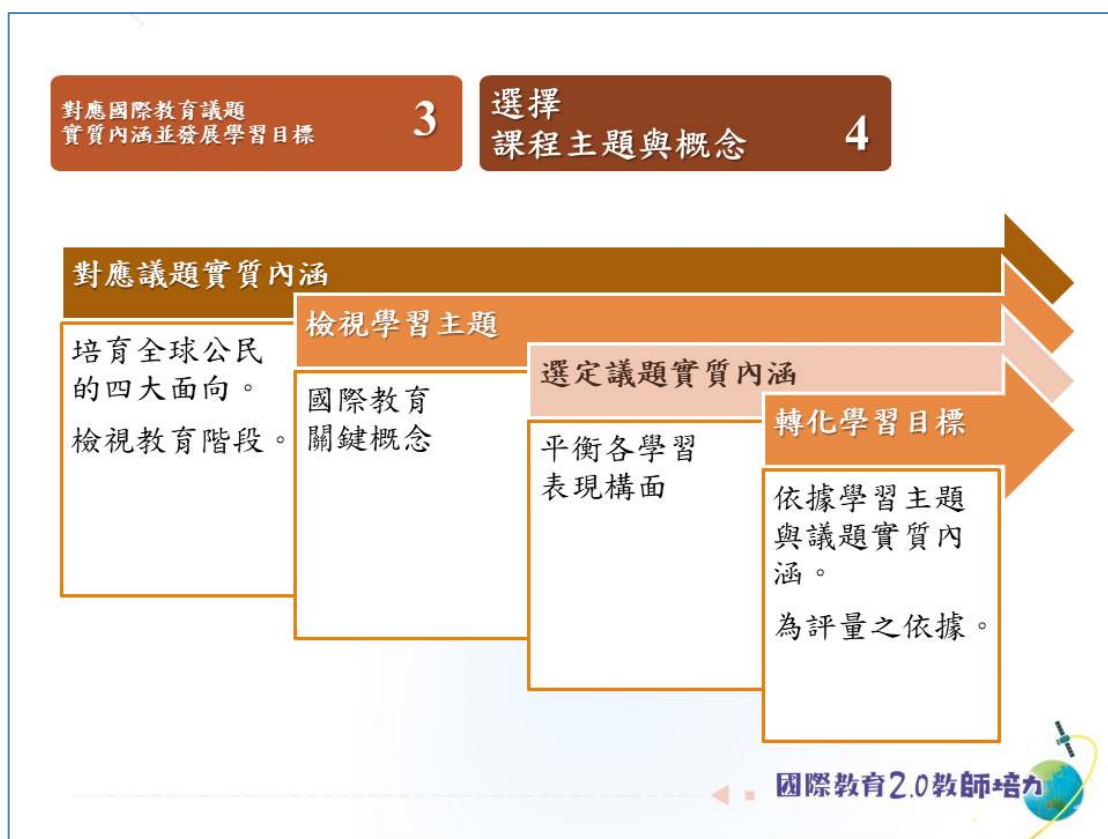 對應國際教育議題
實質內涵並發展學習目標
3
選擇
課程主題與概念
4
對應議題實質內涵
培育全球公民
的四大面向。
檢視教育階段。
檢視學習主題
國際教育
關鍵概念
選定議題實質內涵
平衡各學習
表現構面
轉化學習目標
依據學習主題
與議題實質內
涵。
為評量之依據。
國際教育2.0教師培力